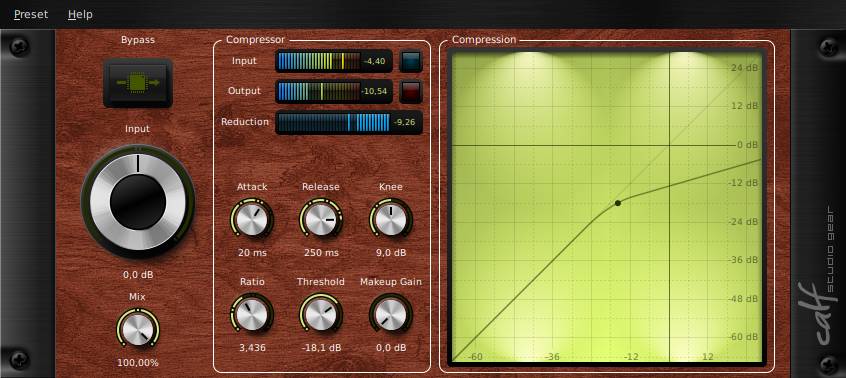 Preset Help
Bypass
Input
0,0 dB
Mix
100,00%
Compressor
Input -4,40
Output -10,54
Reduction -9,26
Attack Release Knee
20 ms 250 ms 9,0 dB
Ratio Threshold Makeup Gain
3,436 -18,1 dB 0,0 dB
Compression
24 dB
12 dB
0 dB
-12 dB
-24 dB
-36 dB
-48 dB
-60 dB
-60 -36 -12 12
calf studio gear